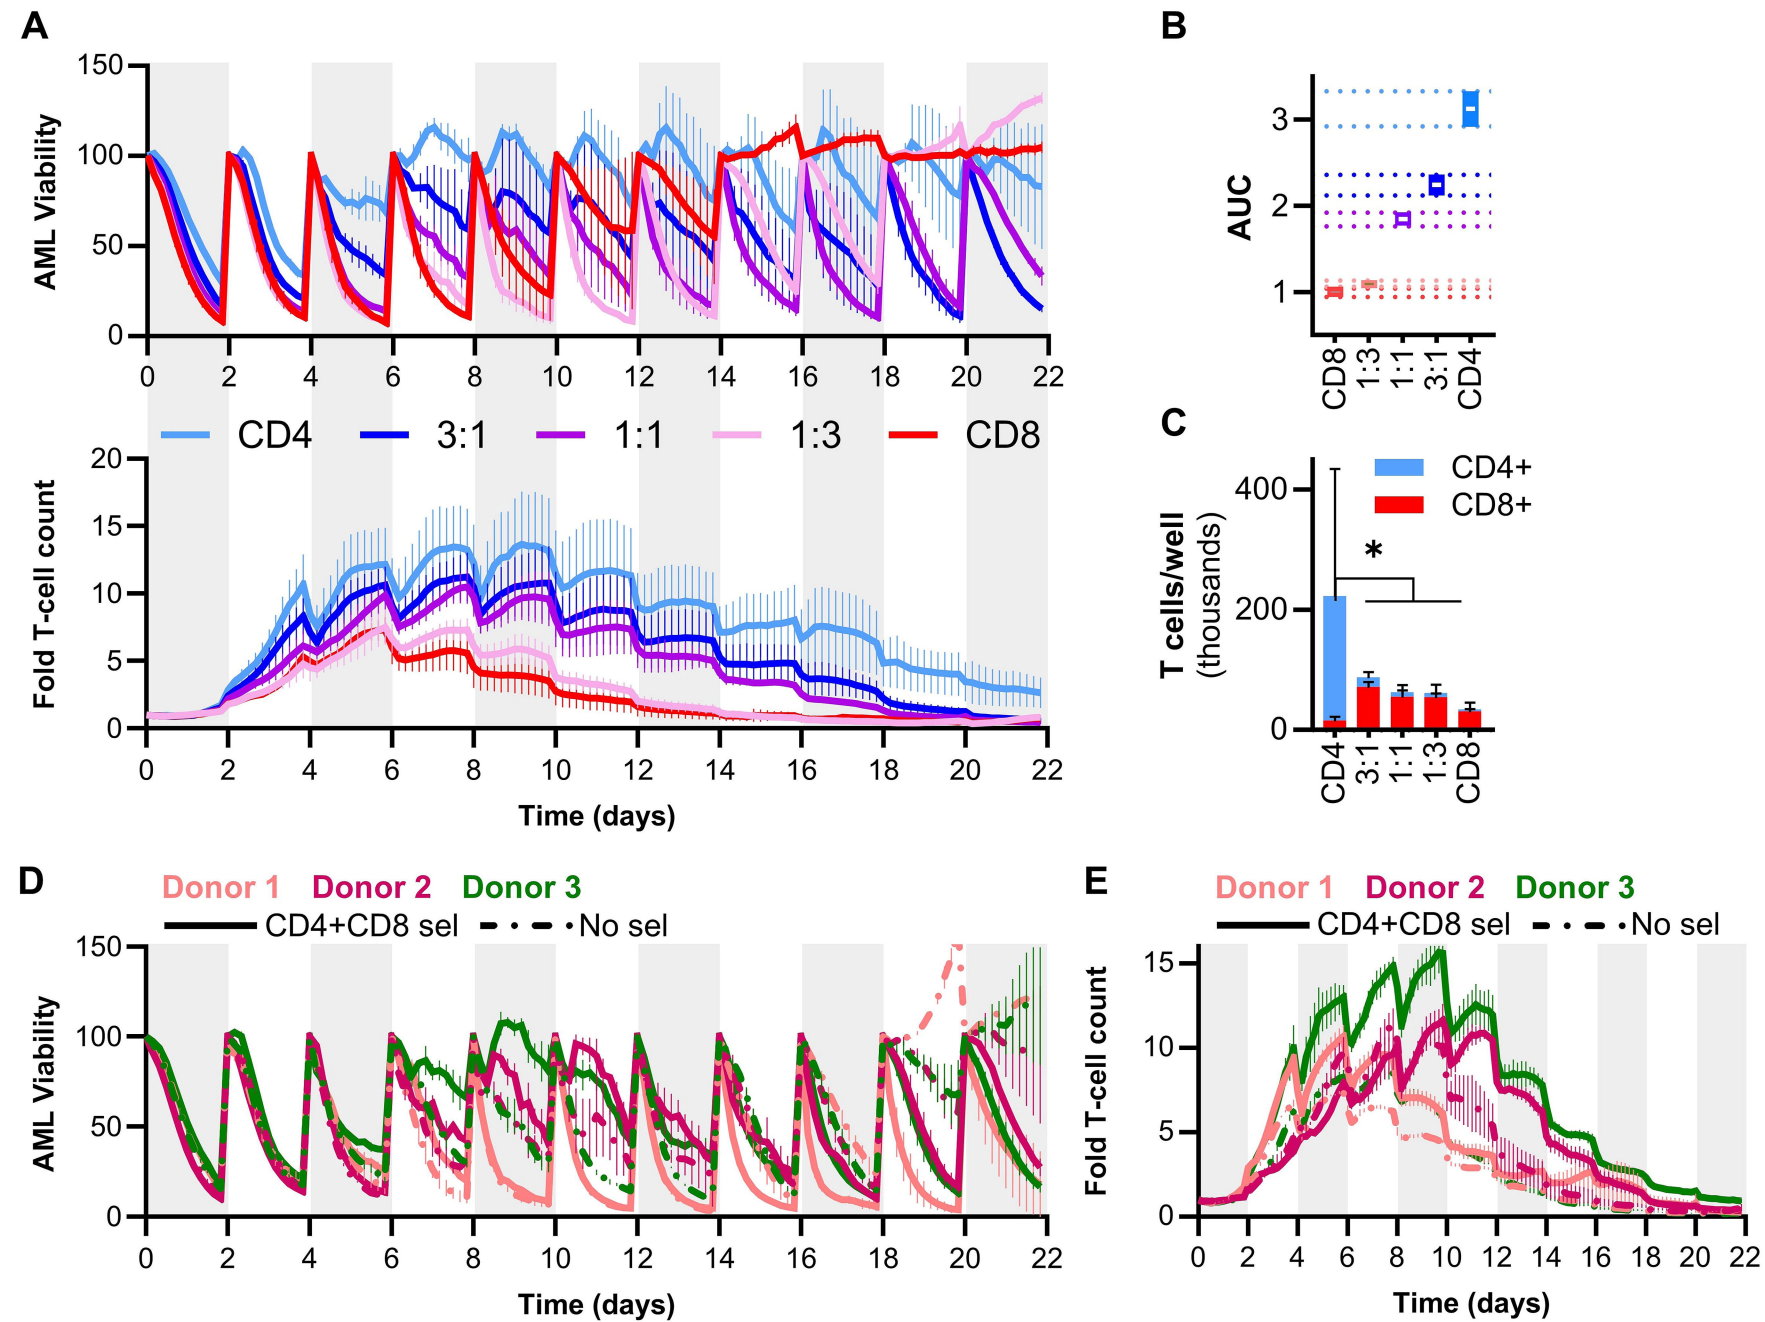 A
AML Viability
150
100
50
0
0 2 4 6 8 10 12 14 16 18 20 22
CD4 3:1 1:1 1:3 CD8
Fold T-cell count
20
15
10
5
0
0 2 4 6 8 10 12 14 16 18 20 22
Time (days)
B
AUC
3
2
1
CD8 1:3 1:1 3:1 CD4
C
T cells/well
(thousands)
400
200
0
CD4+
CD8+
*
CD4 3:1 1:1 1:3 CD8
D
Donor 1 Donor 2 Donor 3
CD4+CD8 sel No sel
AML Viability
150
100
50
0
0 2 4 6 8 10 12 14 16 18 20 22
Time (days)
E
Donor 1 Donor 2 Donor 3
CD4+CD8 sel No sel
Fold T-cell count
15
10
5
0
0 2 4 6 8 10 12 14 16 18 20 22
Time (days)